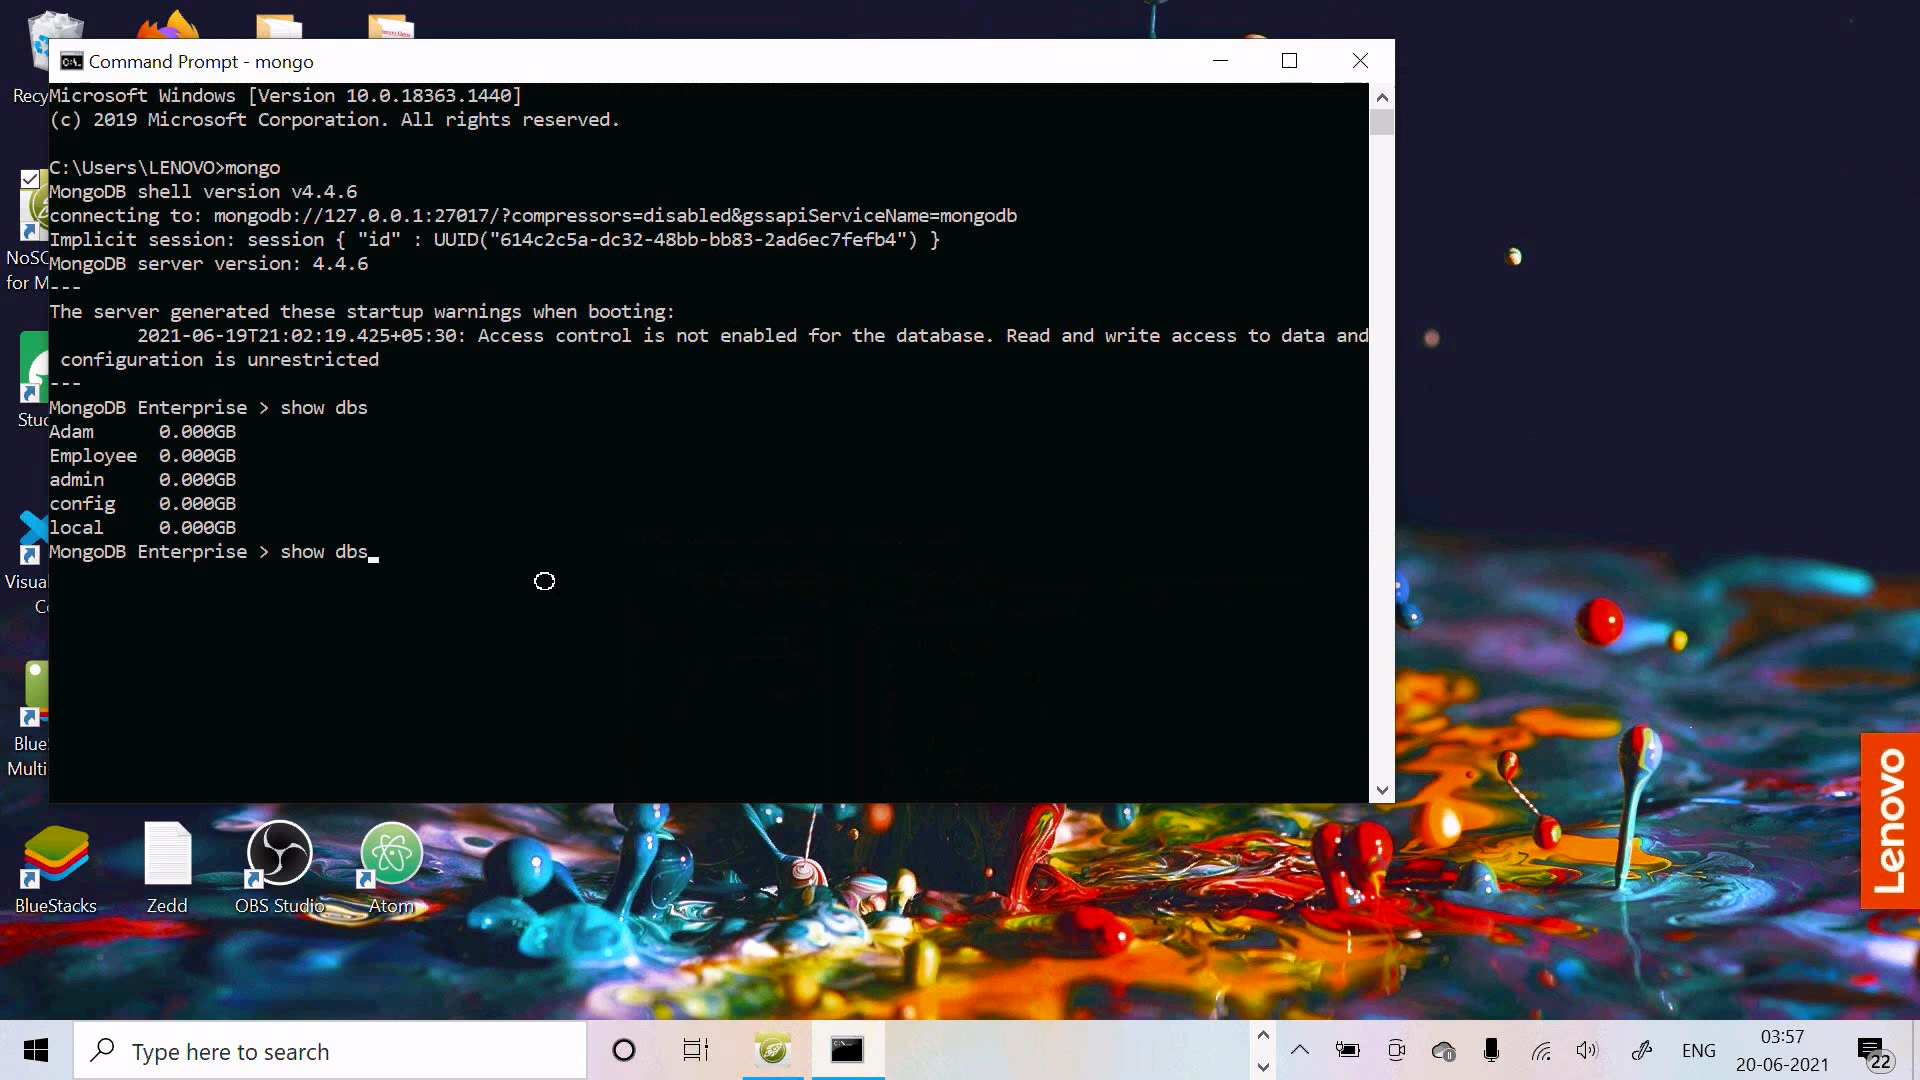 Command Prompt - mongo
Recy
Microsoft Windows [Version 10.0.18363.1440]
(c) 2019 Microsoft Corporation. All rights reserved.
C:\Users\LENOVO>mongo
MongoDB shell version v4.4.6
connecting to: mongodb://127.0.0.1:27017/?compressors=disabled&gssapiServiceName=mongodb
Implicit session: session { "id" : UUID("614c2c5a-dc32-48bb-bb83-2ad6ec7fefb4") }
MongoDB server version: 4.4.6
---
The server generated these startup warnings when booting:
2021-06-19T21:02:19.425+05:30: Access control is not enabled for the database. Read and write access to data and
configuration is unrestricted
---
MongoDB Enterprise > show dbs
Adam 0.000GB
Employee 0.000GB
admin 0.000GB
config 0.000GB
local 0.000GB
MongoDB Enterprise > show dbs
NoSC
for M
Stud
Visual
Co
Blue
Multi
BlueStacks
Zedd
OBS Studio
Atom
Lenovo
Type here to search
ENG
03:57
20-06-2021
22